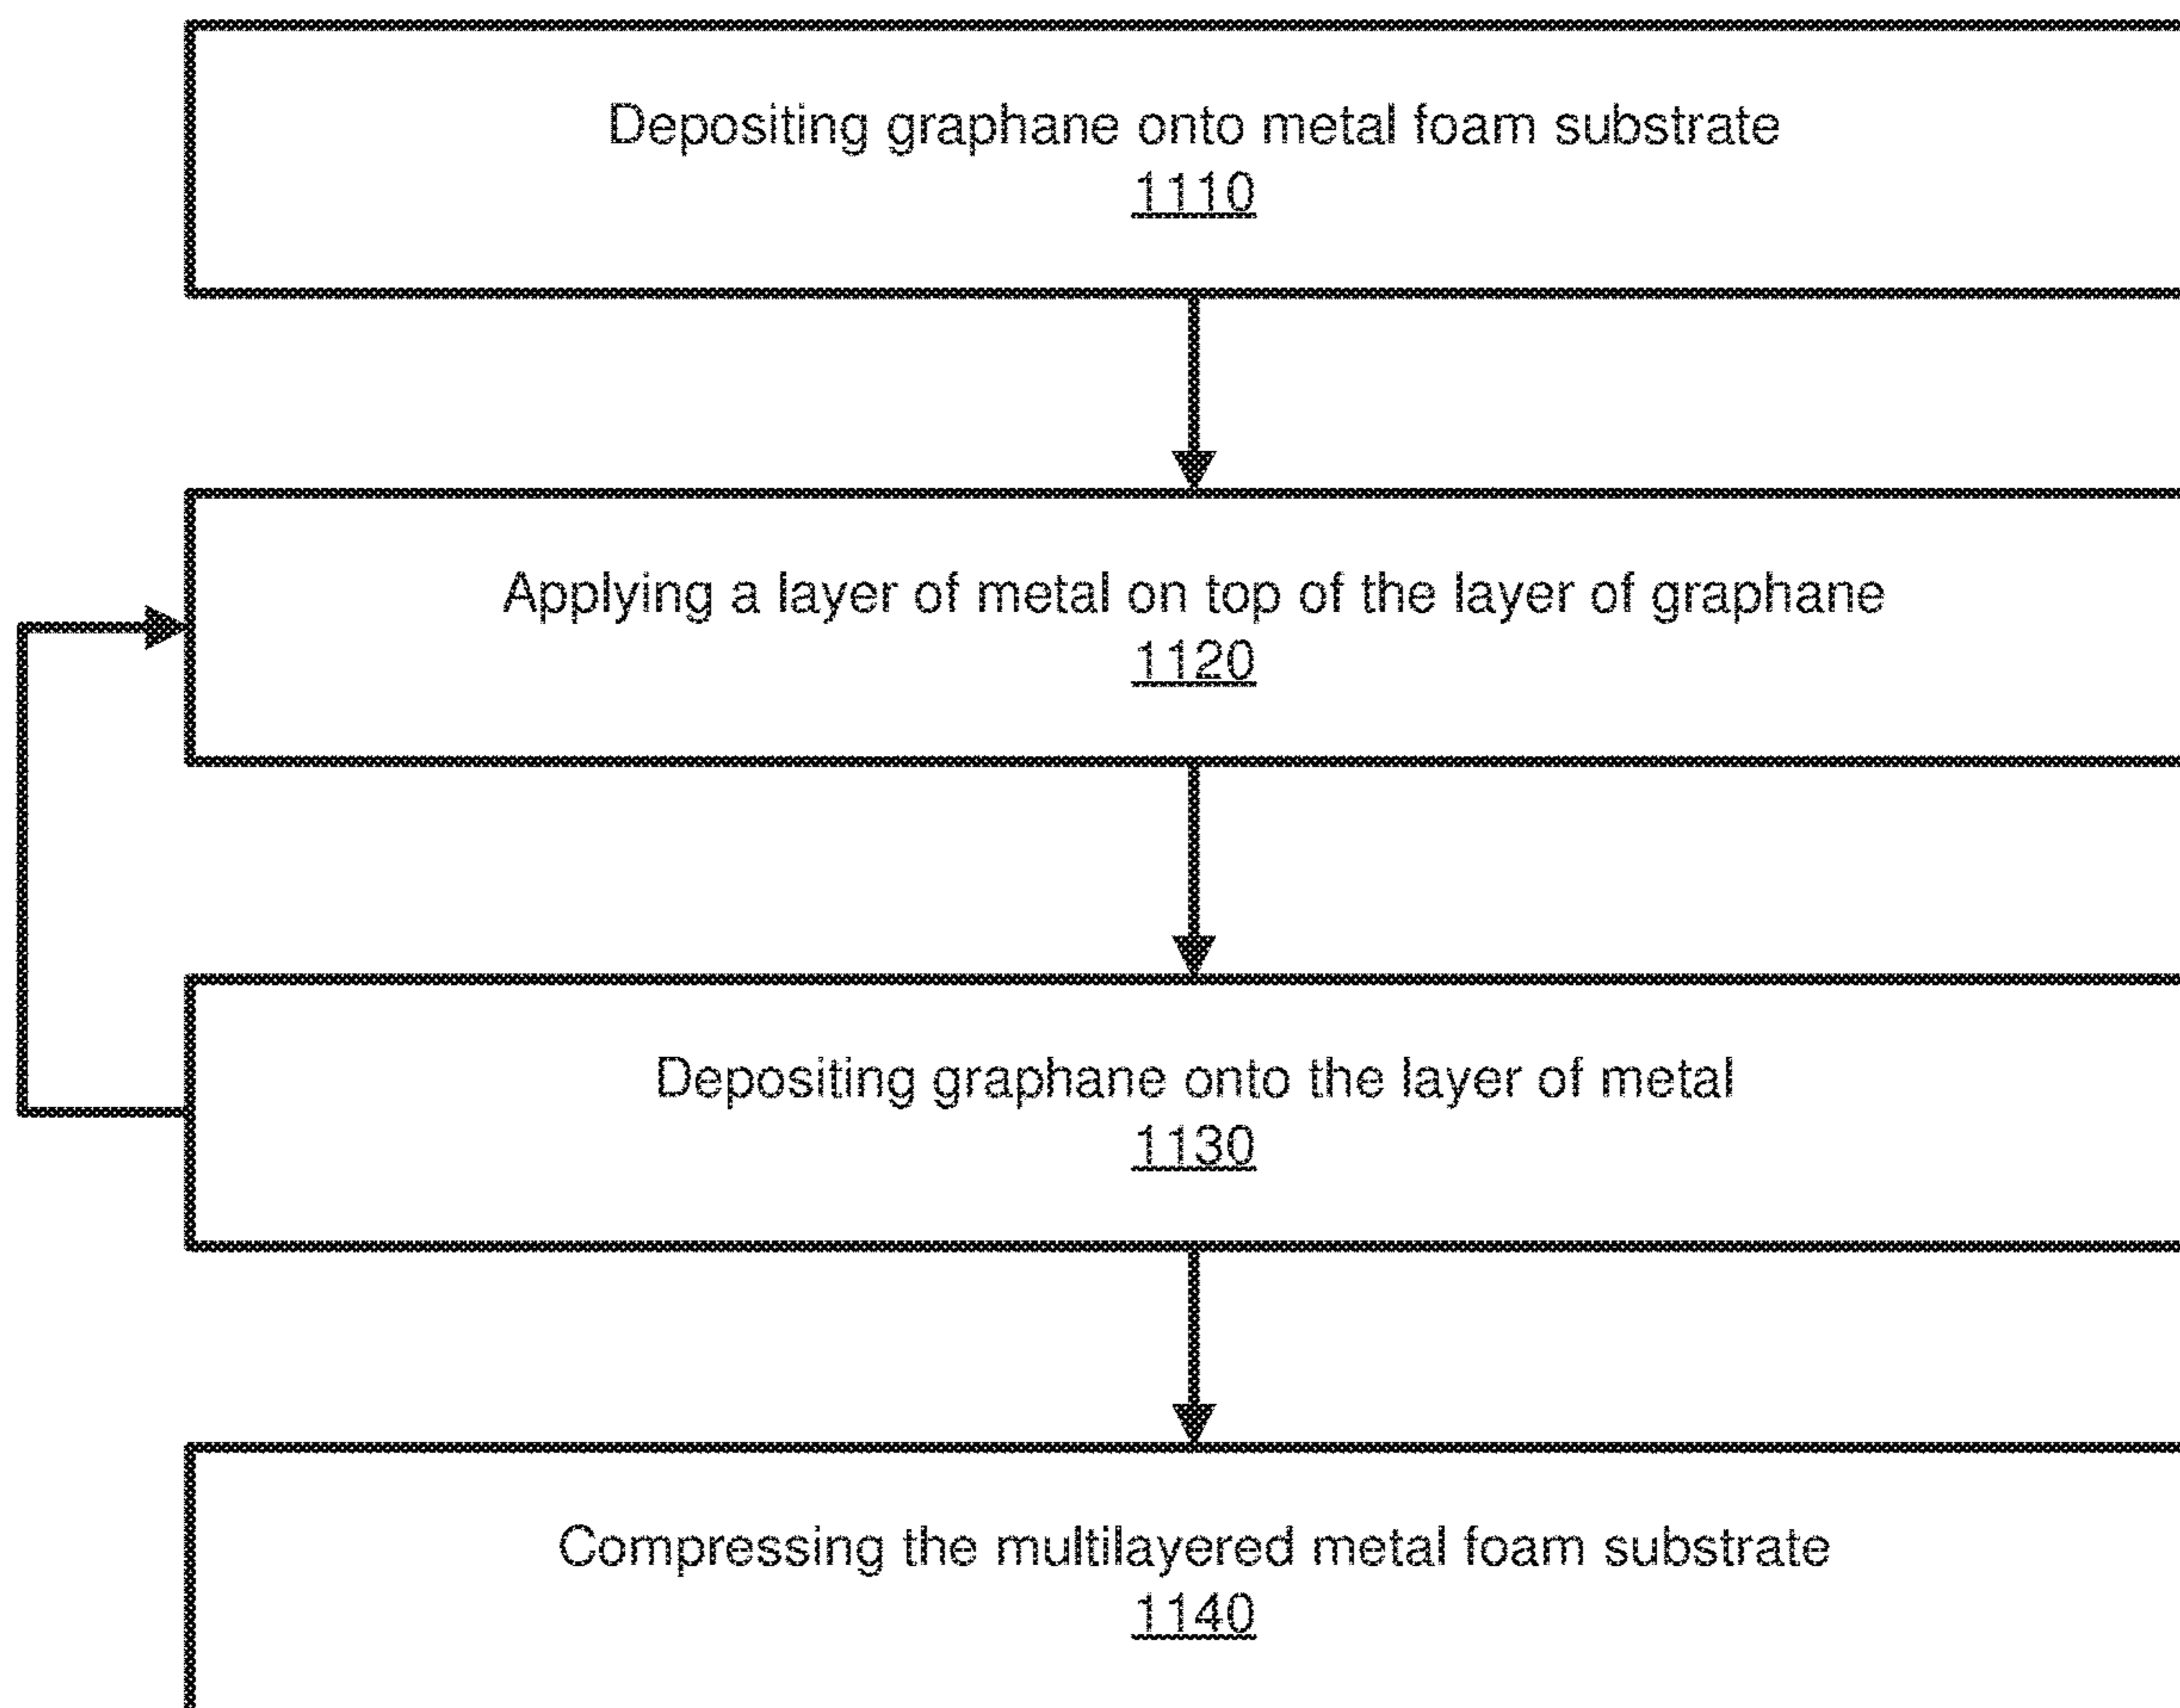 Depositing graphane onto metal foam substrate
1110
Applying a layer of metal on top of the layer of graphane
1120
Depositing graphane onto the layer of metal
1130
Compressing the multilayered metal foam substrate
1140